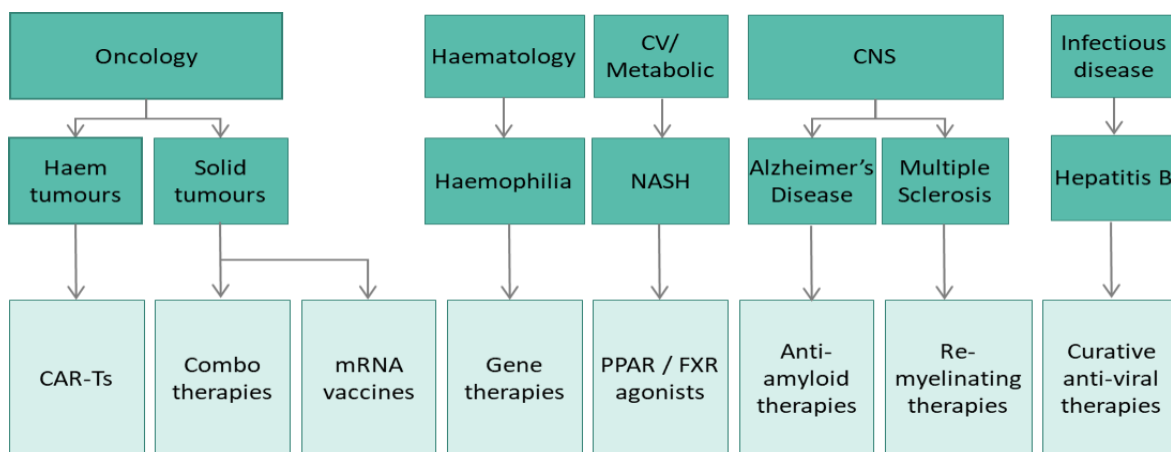 Oncology
Haematology
CV/
Metabolic
CNS
Infectious
disease
Haem
tumours
Solid
tumours
Haemophilia
NASH
Alzheimer's
Disease
Multiple
Sclerosis
Hepatitis B
CAR-Ts
Combo
therapies
mRNA
vaccines
Gene
therapies
PPAR / FXR
agonists
Anti-
amyloid
therapies
Re-
myelinating
therapies
Curative
anti-viral
therapies